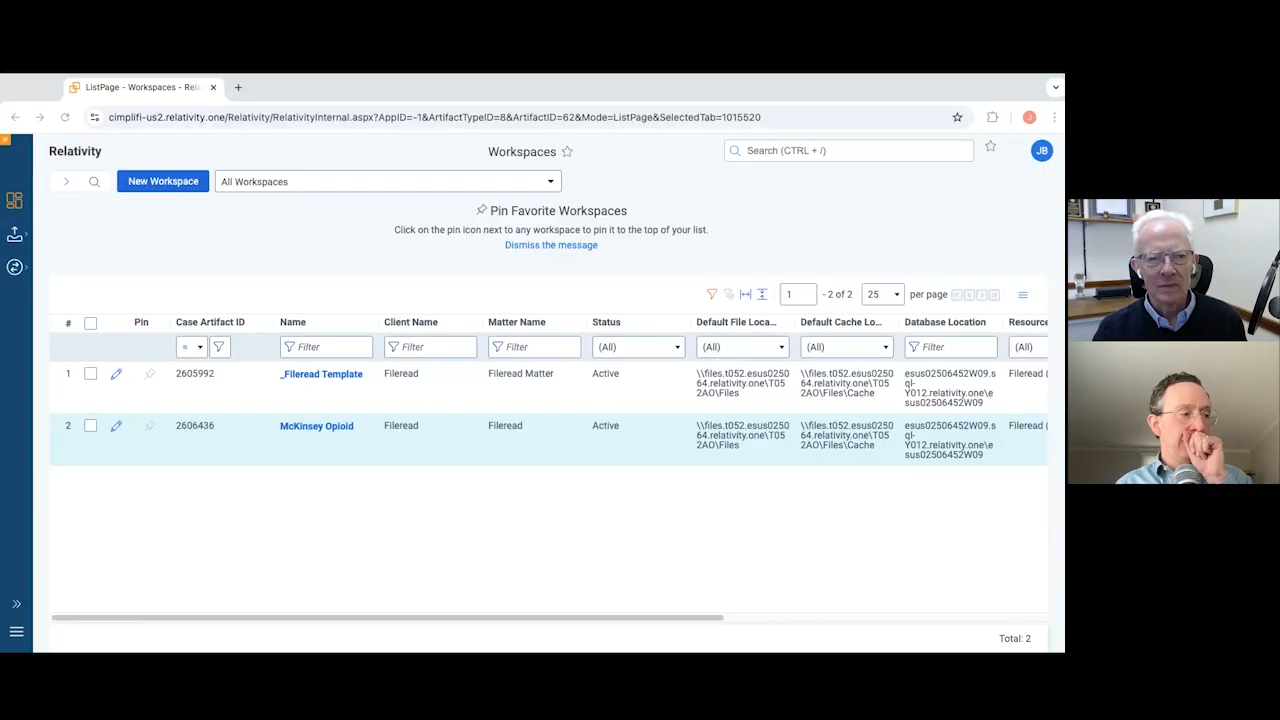 ListPage - Workspaces - Rela
cimplifi-us2.relativity.one/Relativity/RelativityInternal.aspx?AppID=-1&ArtifactTypeID=8&ArtifactID=62&Mode=ListPage&SelectedTab=1015520
J
Relativity
Workspaces
Search (CTRL + /)
JB
New Workspace
All Workspaces
Pin Favorite Workspaces
Click on the pin icon next to any workspace to pin it to the top of your list.
Dismiss the message
1 - 2 of 2 25 per page
# Pin Case Artifact ID Name Client Name Matter Name Status Default File Loca... Default Cache Lo... Database Location Resource
= Filter Filter Filter (All) (All) (All) Filter (All)
1 2605992 _Fileread Template Fileread Fileread Matter Active \\files.t052.esus0250 \\files.t052.esus0250 esus02506452W09.s Fileread (
64.relativity.one\T05 64.relativity.one\T05 ql-
2AO\Files 2AO\Files\Cache Y012.relativity.one\e
sus02506452W09
2 2606436 McKinsey Opioid Fileread Fileread Active \\files.t052.esus0250 \\files.t052.esus0250 esus02506452W09.s Fileread (
64.relativity.one\T05 64.relativity.one\T05 ql-
2AO\Files 2AO\Files\Cache Y012.relativity.one\e
sus02506452W09
Total: 2